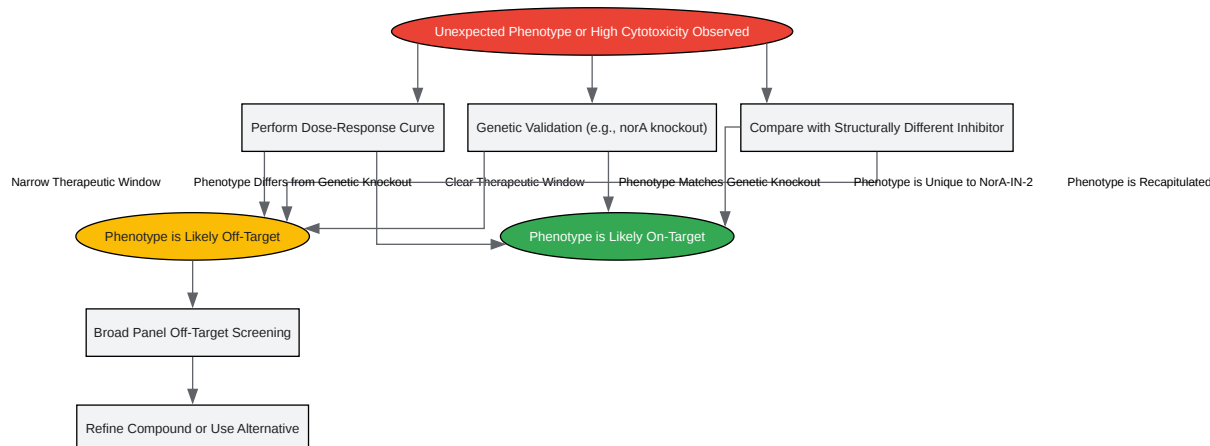 Unexpected Phenotype or High Cytotoxicity Observed
Perform Dose-Response Curve
Genetic Validation (e.g., norA knockout)
Compare with Structurally Different Inhibitor
Narrow Therapeutic Window
Phenotype Differs from Genetic Knockout
Clear Therapeutic Window
Phenotype Matches Genetic Knockout
Phenotype is Unique to NorA-IN-2
Phenotype is Recapitulated
Phenotype is Likely Off-Target
Phenotype is Likely On-Target
Broad Panel Off-Target Screening
Refine Compound or Use Alternative